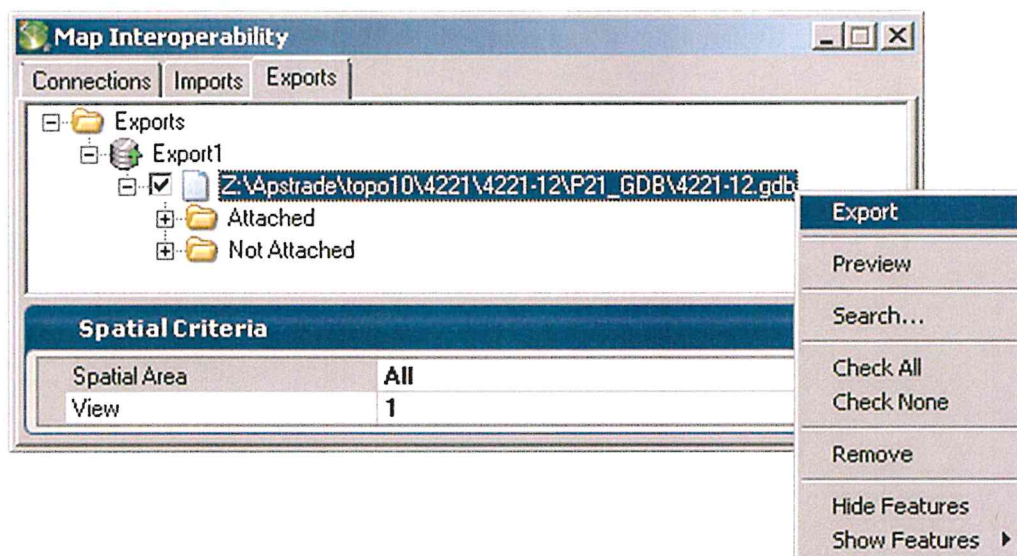 Map Interoperability
Connections Imports Exports
Exports
Export1
Z:\Apstrade\topo10\4221\4221-12\P21_GDB\4221-12.gdb
Attached
Not Attached
Spatial Criteria
Spatial Area All
View 1
Export
Preview
Search...
Check All
Check None
Remove
Hide Features
Show Features